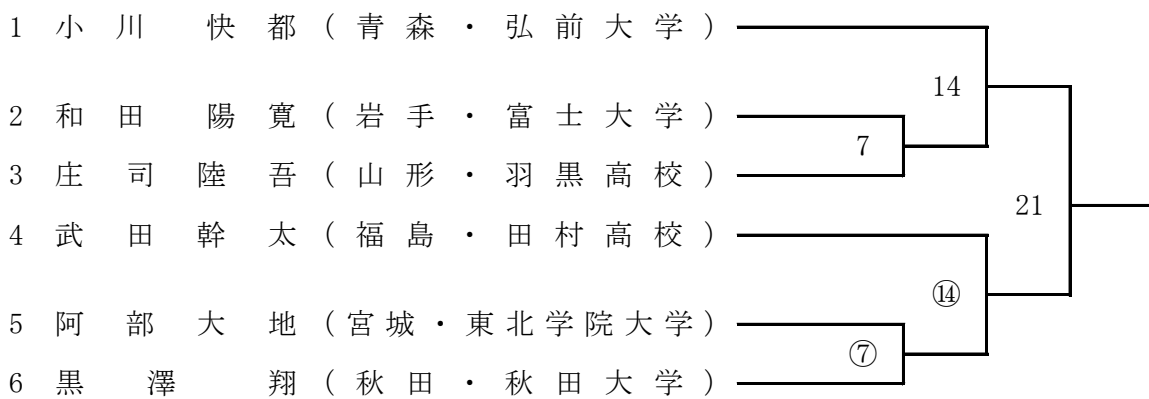 1 小川 快都(青森・弘前大学)
14
2 和田 陽寛(岩手・富士大学)
7
3 庄司陸吾(山形・羽黒高校)
21
4 武田幹太(福島・田村高校)
⑭
5 阿部大地(宮城・東北学院大学)
⑦
6 黒澤 翔(秋田・秋田大学)